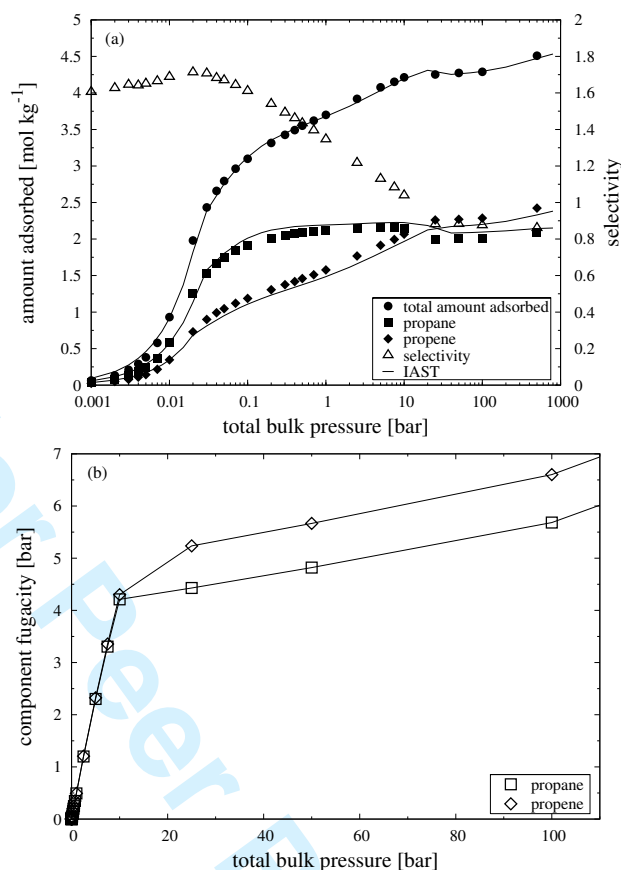 (a)
amount adsorbed [mol kg⁻¹]
5
4.5
4
3.5
3
2.5
2
1.5
1
0.5
0
2
1.8
1.6
1.4
1.2
1
0.8
0.6
0.4
0.2
0
selectivity
total amount adsorbed
propane
propene
selectivity
IAST
0.001 0.01 0.1 1 10 100 1000
total bulk pressure [bar]
(b)
component fugacity [bar]
7
6
5
4
3
2
1
0
propane
propene
0 20 40 60 80 100
total bulk pressure [bar]
er Peer